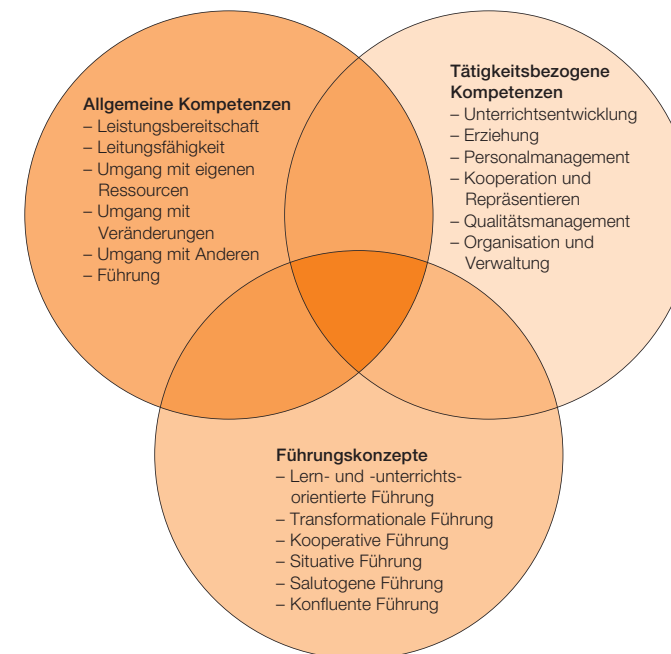 Allgemeine Kompetenzen
– Leistungsbereitschaft
– Leitungsfähigkeit
– Umgang mit eigenen
Ressourcen
– Umgang mit
Veränderungen
– Umgang mit Anderen
– Führung
Tätigkeitsbezogene
Kompetenzen
– Unterrichtsentwicklung
– Erziehung
– Personalmanagement
– Kooperation und
Repräsentieren
– Qualitätsmanagement
– Organisation und
Verwaltung
Führungskonzepte
– Lern- und -unterrichts-
orientierte Führung
– Transformationale Führung
– Kooperative Führung
– Situative Führung
– Salutogene Führung
– Konfluente Führung